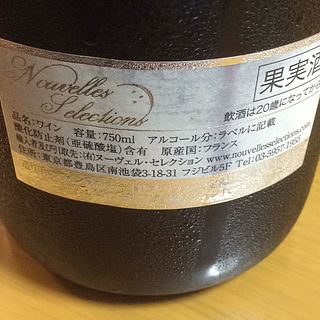 Nouvelles
Selections
果実酒
飲酒は20歳になってから
品名:ワイン 容量:750ml アルコール分:ラベルに記載
酸化防止剤(亜硫酸塩)含有 原産国:フランス
輸入者及び引取先:(有)ヌーヴェル・セレクション www.nouvellesselections.com
住所:東京都豊島区南池袋3-18-31 フジビル5F Tel:03-5957-1955